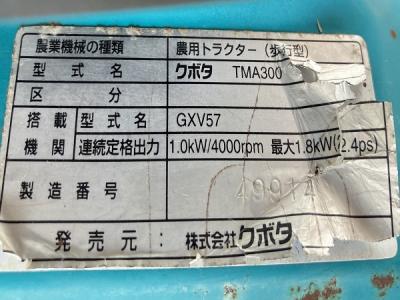 農業機械の種類 農用トラクター（歩行型）
型式名 クボタ TMA300
区分
搭載機関 型式名 GXV57
連続定格出力 1.0kW/4000rpm 最大1.8kW(2.4ps)
製造番号 49914
発売元： 株式会社クボタ